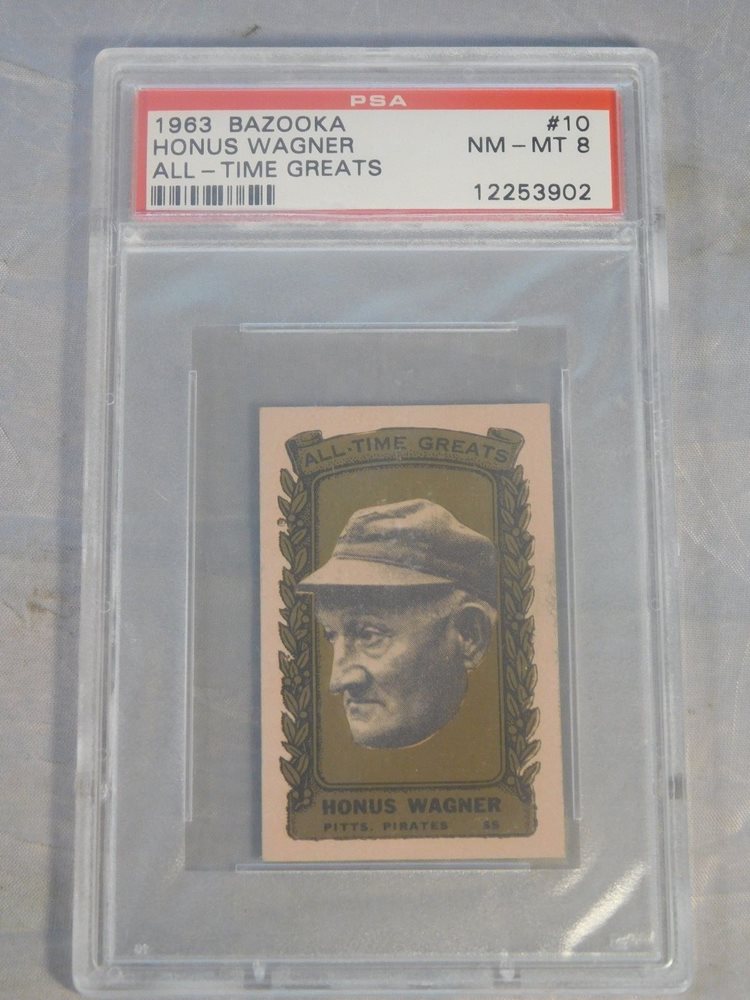 PSA
1963 BAZOOKA #10
HONUS WAGNER NM - MT 8
ALL - TIME GREATS
12253902
ALL-TIME GREATS
HONUS WAGNER
PITTS. PIRATES SS